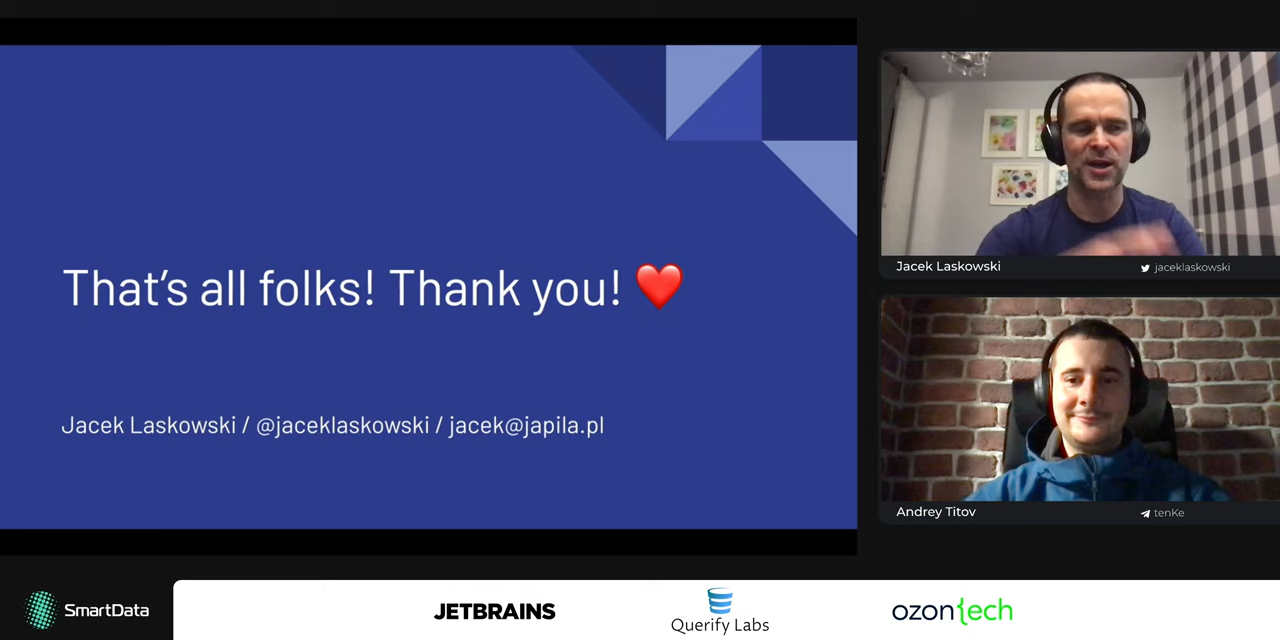 That's all folks! Thank you! ❤️
Jacek Laskowski / @jaceklaskowski / jacek@japila.pl
Jacek Laskowski
jaceklaskowski
Andrey Titov
tenKe
SmartData
JETBRAINS
Querify Labs
ozon{ech